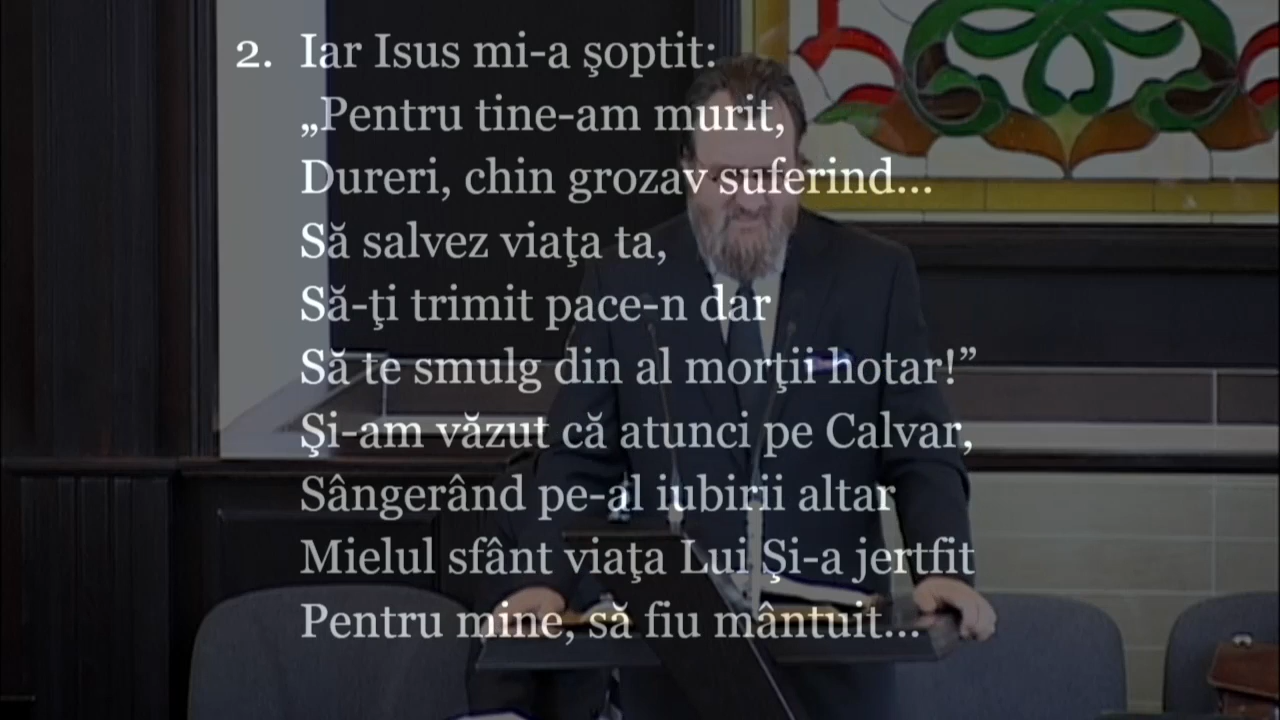 2. Iar Isus mi-a şoptit:
„Pentru tine-am murit,
Dureri, chin grozav suferind...
Să salvez viaţa ta,
Să-ţi trimit pace-n dar
Să te smulg din al morţii hotar!”
Şi-am văzut că atunci pe Calvar,
Sângerând pe-al iubirii altar
Mielul sfânt viaţa Lui Şi-a jertfit
Pentru mine, să fiu mântuit...